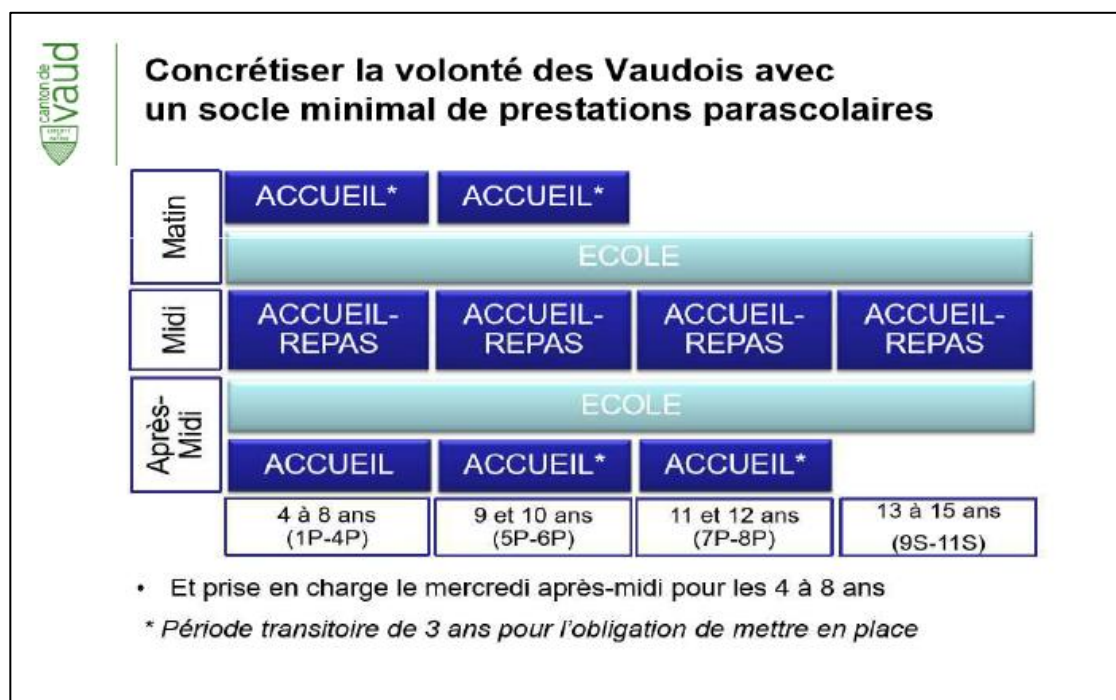 canton de
vaud
LIBERTÉ
ET
PATRIE
Concrétiser la volonté des Vaudois avec
un socle minimal de prestations parascolaires
Matin
ACCUEIL* ACCUEIL*
ECOLE
Midi
ACCUEIL-
REPAS
ACCUEIL-
REPAS
ACCUEIL-
REPAS
ACCUEIL-
REPAS
Après-
Midi
ECOLE
ACCUEIL ACCUEIL* ACCUEIL*
4 à 8 ans
(1P-4P)
9 et 10 ans
(5P-6P)
11 et 12 ans
(7P-8P)
13 à 15 ans
(9S-11S)
• Et prise en charge le mercredi après-midi pour les 4 à 8 ans
* Période transitoire de 3 ans pour l'obligation de mettre en place